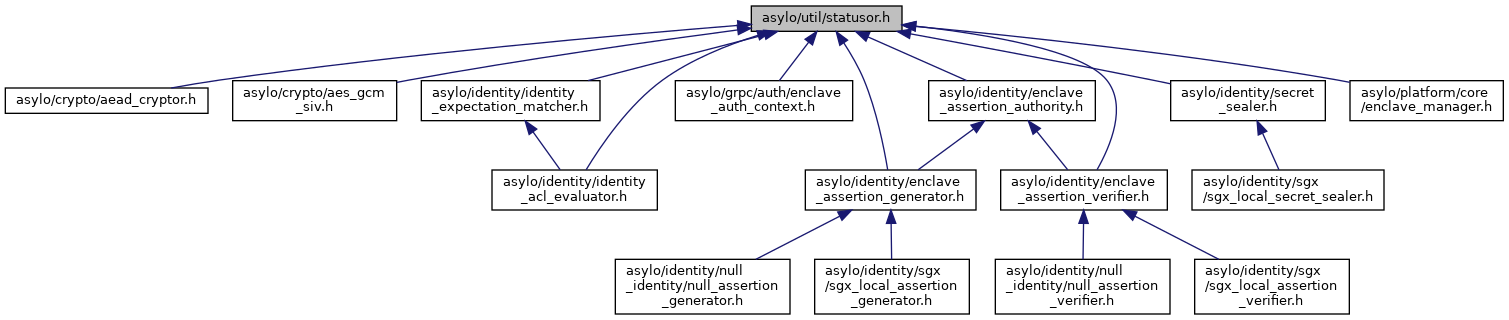 asylo/util/statusor.h
asylo/crypto/aead_cryptor.h
asylo/crypto/aes_gcm
_siv.h
asylo/identity/identity
_expectation_matcher.h
asylo/grpc/auth/enclave
_auth_context.h
asylo/identity/enclave
_assertion_authority.h
asylo/identity/secret
_sealer.h
asylo/platform/core
/enclave_manager.h
asylo/identity/identity
_acl_evaluator.h
asylo/identity/enclave
_assertion_generator.h
asylo/identity/enclave
_assertion_verifier.h
asylo/identity/sgx
/sgx_local_secret_sealer.h
asylo/identity/null
_identity/null_assertion
_generator.h
asylo/identity/sgx
/sgx_local_assertion
_generator.h
asylo/identity/null
_identity/null_assertion
_verifier.h
asylo/identity/sgx
/sgx_local_assertion
_verifier.h